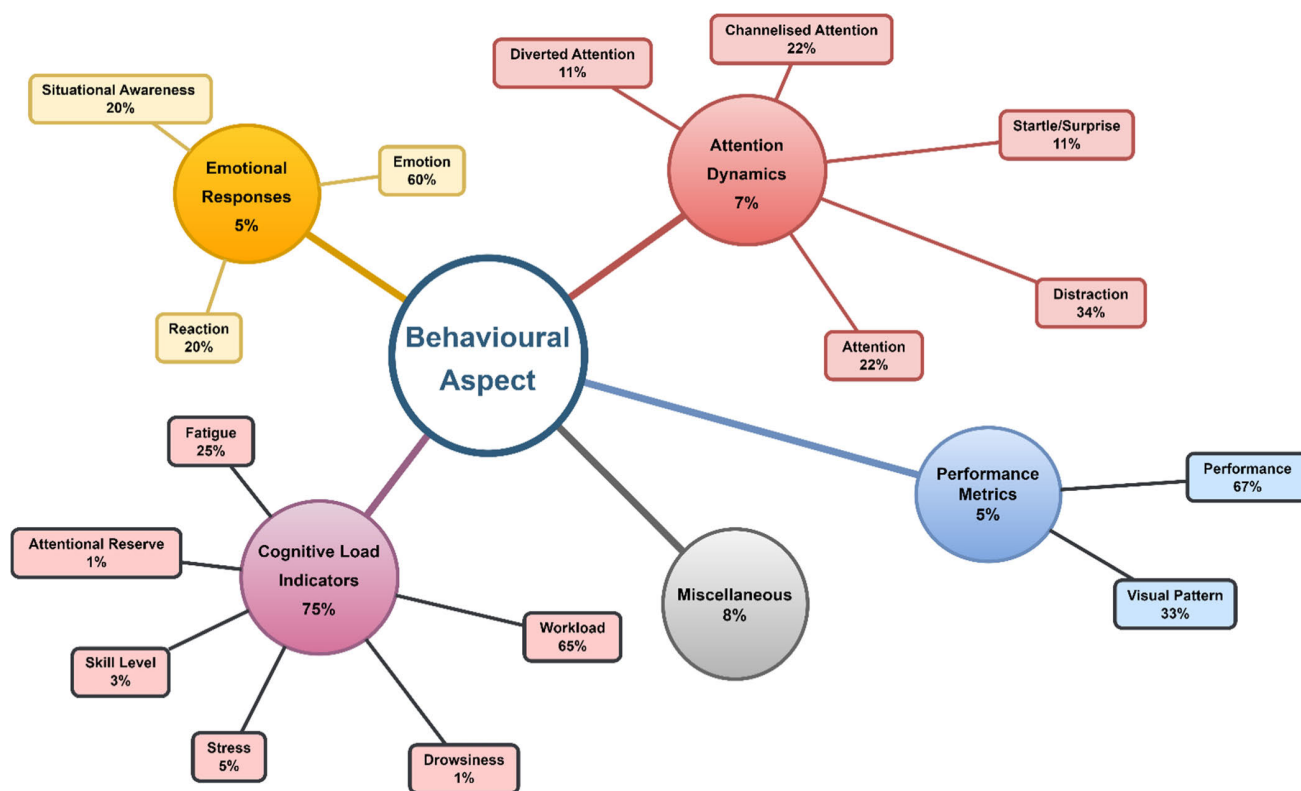 Channelised Attention
22%
Diverted Attention
11%
Situational Awareness
20%
Startle/Surprise
11%
Attention
Dynamics
7%
Emotion
60%
Emotional
Responses
5%
Distraction
34%
Reaction
20%
Attention
22%
Behavioural
Aspect
Fatigue
25%
Performance
67%
Performance
Metrics
5%
Attentional Reserve
1%
Cognitive Load
Indicators
75%
Miscellaneous
8%
Visual Pattern
33%
Workload
65%
Skill Level
3%
Stress
5%
Drowsiness
1%